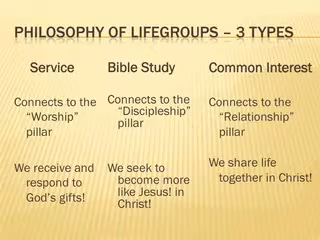 PHILOSOPHY OF LIFEGROUPS – 3 TYPES
Service
Connects to the
“Worship”
pillar
We receive and
respond to
God’s gifts!
Bible Study
Connects to the
“Discipleship”
pillar
We seek to
become more
like Jesus! in
Christ!
Common Interest
Connects to the
“Relationship”
pillar
We share life
together in Christ!